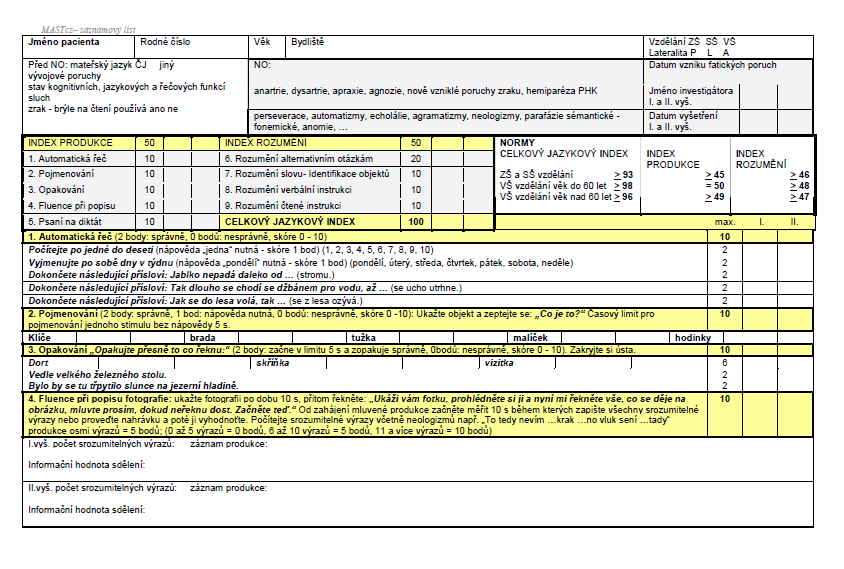 MASTcz– záznamový list
Jméno pacienta Rodné číslo Věk Bydliště Vzdělání ZŠ SŠ VŠ
Lateralita P L A
Před NO: mateřský jazyk ČJ jiný
vývojové poruchy
stav kognitivních, jazykových a řečových funkcí
sluch
zrak - brýle na čtení používá ano ne
NO:
anartrie, dysartrie, apraxie, agnozie, nově vzniklé poruchy zraku, hemiparéza PHK
perseverace, automatizmy, echolálie, agramatizmy, neologizmy, parafázie sémantické -
fonemické, anomie, …
Datum vzniku fatických poruch
Jméno investigátora
I. a II. vyš.
Datum vyšetření
I. a II. vyš.
INDEX PRODUKCE 50 INDEX ROZUMĚNÍ 50
1. Automatická řeč 10 6. Rozumění alternativním otázkám 20
2. Pojmenování 10 7. Rozumění slovu- Identifikace objektů 10
3. Opakování 10 8. Rozumění verbální instrukci 10
4. Fluence při popisu 10 9. Rozumění čtené instrukci 10
5. Psaní na diktát 10 CELKOVÝ JAZYKOVÝ INDEX 100
NORMY
CELKOVÝ JAZYKOVÝ INDEX INDEX PRODUKCE INDEX ROZUMĚNÍ
ZŠ a SŠ vzdělání ≥ 93 ≥ 45 ≥ 46
VŠ vzdělání věk do 60 let ≥ 98 = 50 ≥ 48
VŠ vzdělání věk nad 60 let ≥ 96 ≥ 49 ≥ 47
max. I. II.
1. Automatická řeč (2 body: správně, 0 bodů: nesprávně, skóre 0 - 10) 10
Počítejte po jedné do deseti (nápověda „jedna“ nutná - skóre 1 bod) (1, 2, 3, 4, 5, 6, 7, 8, 9, 10) 2
Vyjmenujte po sobě dny v týdnu (nápověda „pondělí“ nutná - skóre 1 bod) (pondělí, úterý, středa, čtvrtek, pátek, sobota, neděle) 2
Dokončete následující přísloví: Jablko nepadá daleko od … (stromu.) 2
Dokončete následující přísloví: Tak dlouho se chodí se džbánem pro vodu, až … (se ucho utrhne.) 2
Dokončete následující přísloví: Jak se do lesa volá, tak … (se z lesa ozývá.) 2
2. Pojmenování (2 body: správně, 1 bod: nápověda nutná, 0 bodů: nesprávně, skóre 0 -10): Ukažte objekt a zeptejte se: „Co je to?“ Časový limit pro 10
pojmenování jednoho stimulu bez nápovědy 5 s.
Klíče brada tužka malíček hodinky
3. Opakování „Opakujte přesně to co řeknu:“ (2 body: začne v limitu 5 s a zopakuje správně, 0bodů: nesprávně, skóre 0 - 10). Zakryjte si ústa. 10
Dort skříňka vizitka 6
Vedle velkého železného stolu. 2
Bylo by se tu třpytilo slunce na jezerní hladině. 2
4. Fluence při popisu fotografie: ukažte fotografii po dobu 10 s, přitom řekněte: „Ukáži vám fotku, prohlédněte si ji a nyní mi řekněte vše, co se děje na 10
obrázku, mluvte prosím, dokud neřeknu dost. Začněte teď.“ Od zahájení mluvené produkce začněte měřit 10 s během kterých zapište všechny srozumitelné
výrazy nebo proveďte nahrávku a poté ji vyhodnoťte. Počítejte srozumitelné výrazy včetně neologizmů např. „To tedy nevím …krak …no vluk sení …tady“
produkce osmi výrazů = 5 bodů; (0 až 5 výrazů = 0 bodů, 6 až 10 výrazů = 5 bodů, 11 a více výrazů = 10 bodů)
I.vyš. počet srozumitelných výrazů: záznam produkce:
Informační hodnota sdělení:
II.vyš. počet srozumitelných výrazů: záznam produkce:
Informační hodnota sdělení: